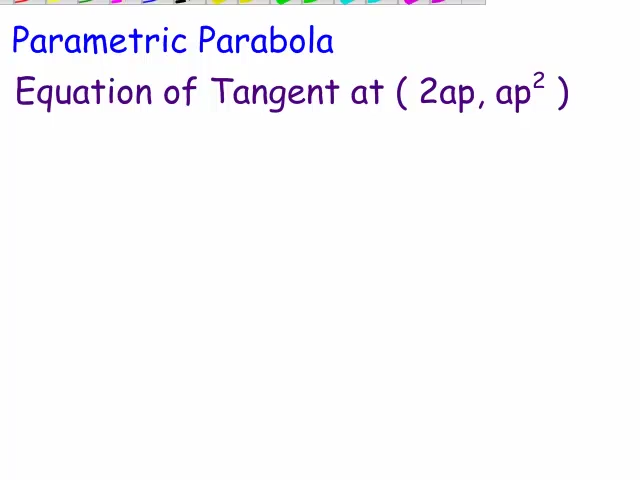 Parametric Parabola
Equation of Tangent at ( 2ap, ap² )